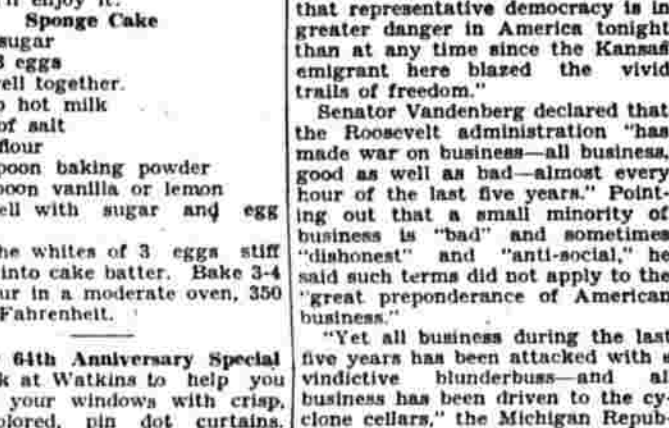 enjoy it.
Sponge Cake
sugar
3 eggs
ell together.
hot milk
of salt
flour
poon baking powder
poon vanilla or lemon
ell with sugar and egg
he whites of 3 eggs stiff
into cake batter. Bake 3-4
ur in a moderate oven, 350
Fahrenheit.
64th Anniversary Special
k at Watkins to help you
your windows with crisp,
olored, pin dot curtains.
that representative democracy is in
greater danger in America tonight
than at any time since the Kansas
emigrant here blazed the vivid
trails of freedom."
Senator Vandenberg declared that
the Roosevelt administration "has
made war on business—all business,
good as well as bad—almost every
hour of the last five years." Point-
ing out that a small minority of
business is "bad" and sometimes
"dishonest" and "anti-social," he
said such terms did not apply to the
"great preponderance of American
business."
"Yet all business during the last
five years has been attacked with a
vindictive blunderbuss—and al
business has been driven to the cy-
clone cellars," the Michigan Repub-